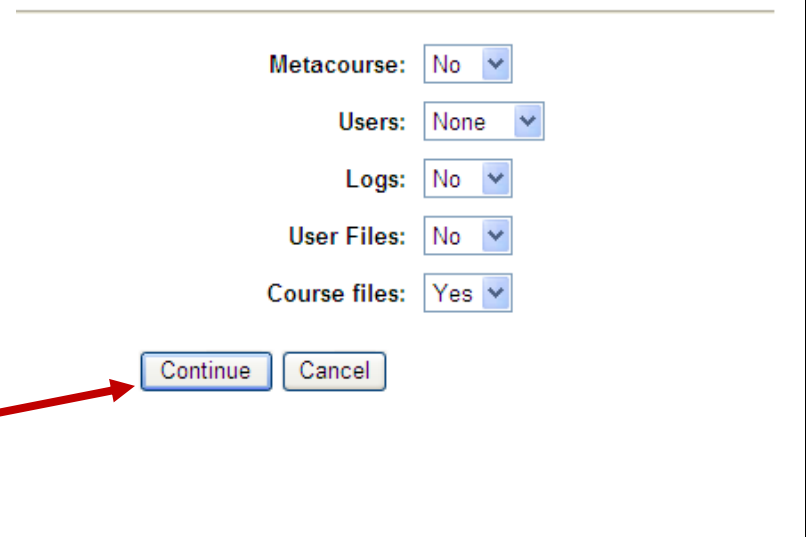 Metacourse: No
Users: None
Logs: No
User Files: No
Course files: Yes
Continue Cancel